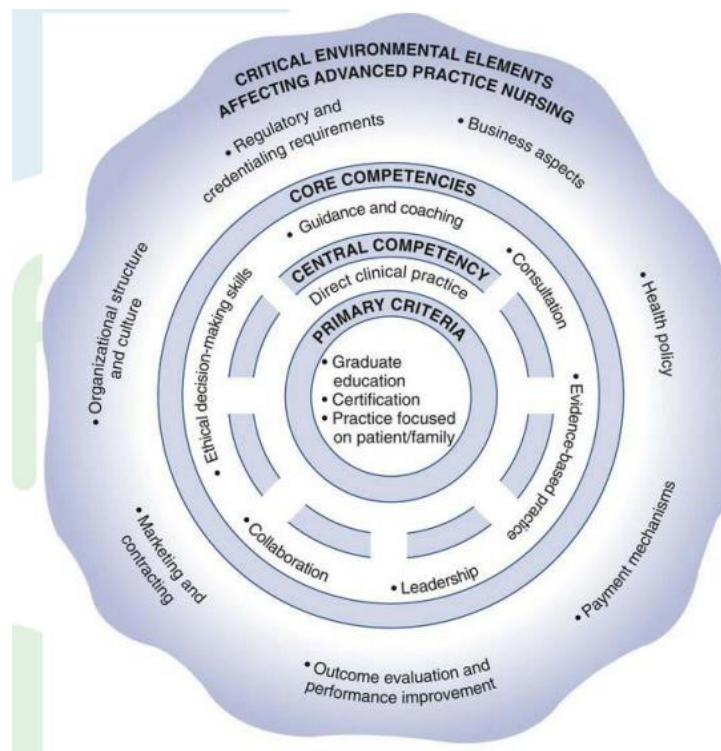 CRITICAL ENVIRONMENTAL ELEMENTS
AFFECTING ADVANCED PRACTICE NURSING
• Regulatory and
credentialing requirements
• Business aspects
CORE COMPETENCIES
• Guidance and coaching
CENTRAL COMPETENCY
Direct clinical practice
PRIMARY CRITERIA
• Graduate
education
• Certification
• Practice focused
on patient/family
• Consultation
• Evidence-based practice
• Leadership
• Collaboration
• Ethical decision-making skills
• Health policy
• Payment mechanisms
• Outcome evaluation and
performance improvement
• Marketing and
contracting
• Organizational structure
and culture